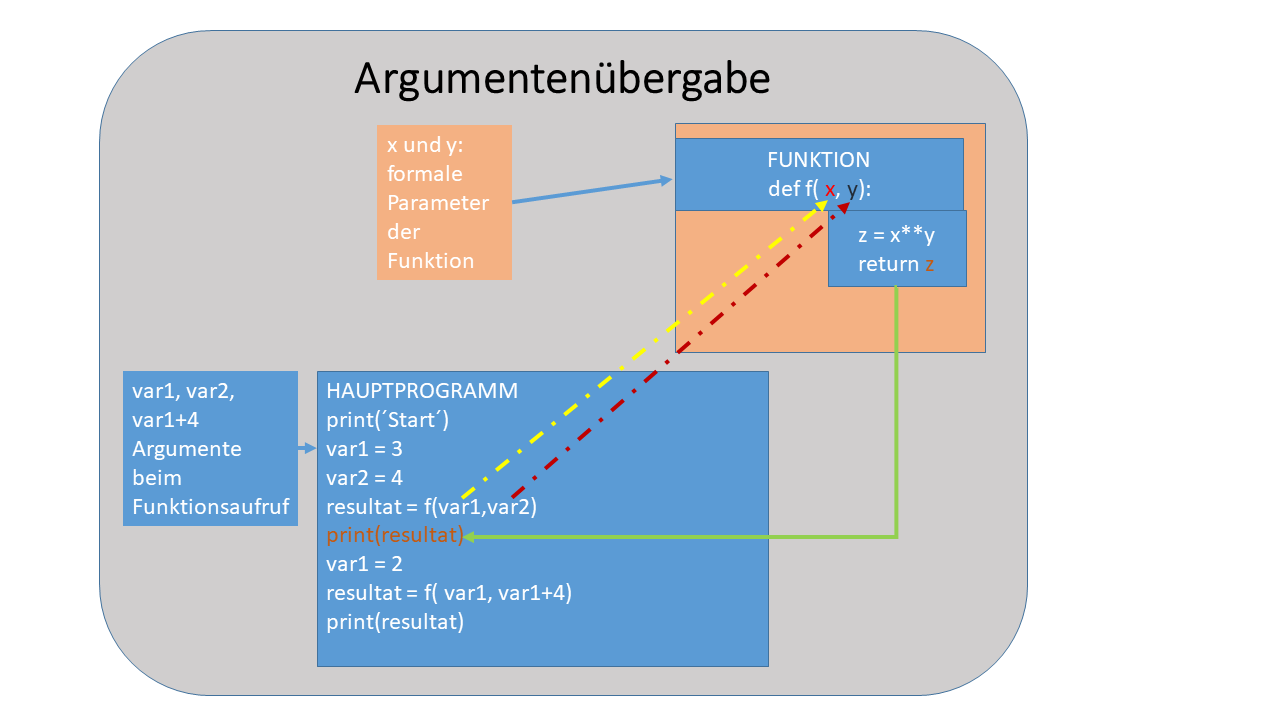 Argumentenübergabe
x und y:
formale
Parameter
der
Funktion
FUNKTION
def f( x, y):
z = x**y
return z
var1, var2,
var1+4
Argumente
beim
Funktionsaufruf
HAUPTPROGRAMM
print(´Start´)
var1 = 3
var2 = 4
resultat = f(var1,var2)
print(resultat)
var1 = 2
resultat = f( var1, var1+4)
print(resultat)